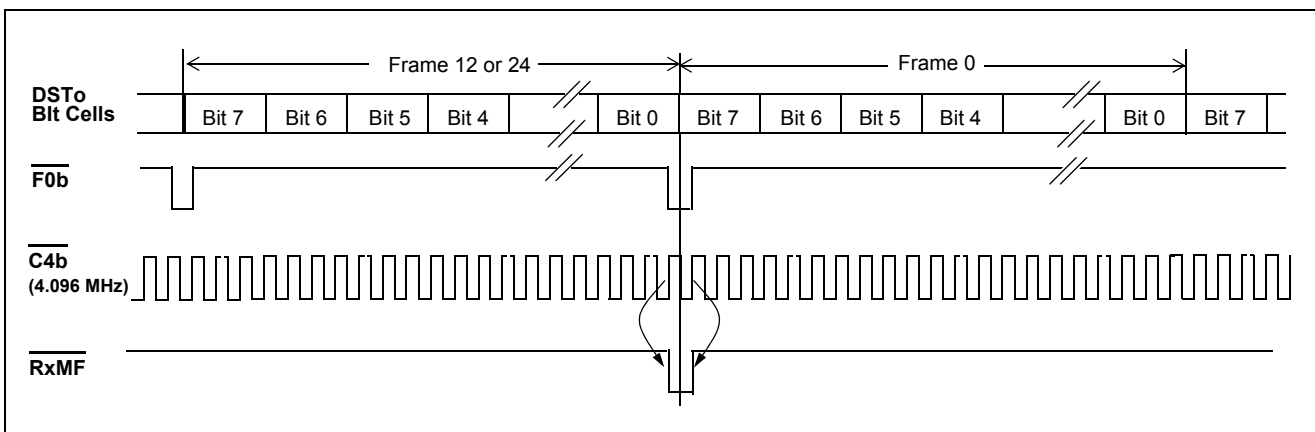 Frame 12 or 24
Frame 0
DSTo
BIt Cells
Bit 7
Bit 6
Bit 5
Bit 4
Bit 0
Bit 7
Bit 6
Bit 5
Bit 4
Bit 0
Bit 7
F0b
C4b
(4.096 MHz)
RxMF